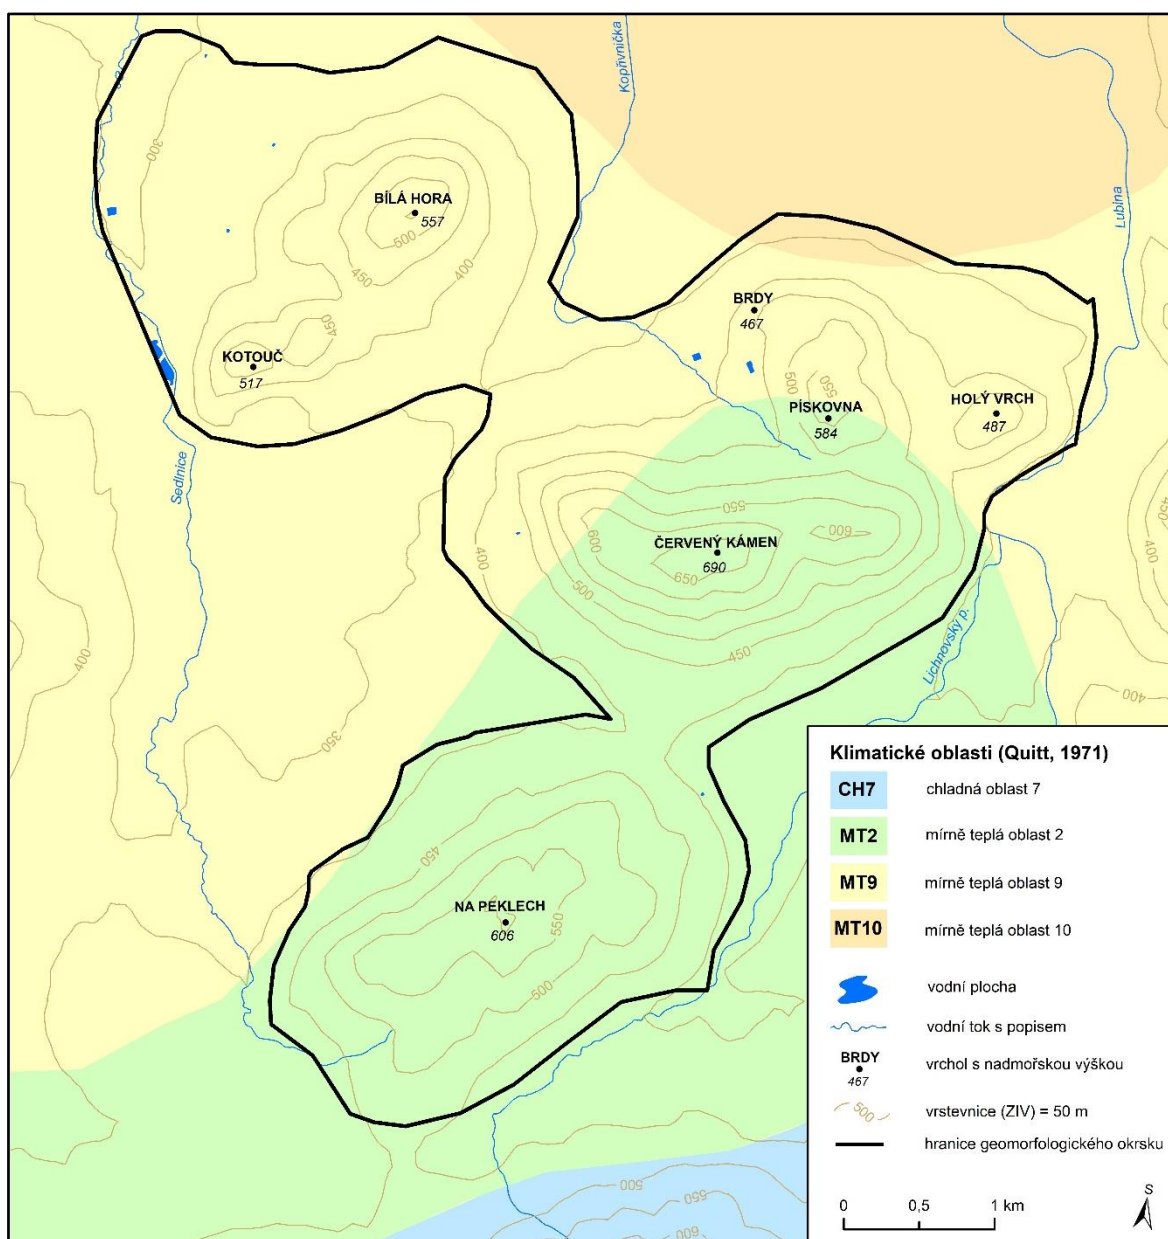 Kopřivnička
Lubina
300
BÍLÁ HORA
557
500
450
400
BRDY
467
450
KOTOUČ
517
550
500
PÍSKOVNA
584
HOLÝ VRCH
487
450
400
Sedlnice
550
600
600
ČERVENÝ KÁMEN
690
650
400
500
450
400
Lichnovský p.
400
350
450
NA PEKLECH
606
550
500
500
550
600
Klimatické oblasti (Quitt, 1971)
CH7 chladná oblast 7
MT2 mírně teplá oblast 2
MT9 mírně teplá oblast 9
MT10 mírně teplá oblast 10
vodní plocha
vodní tok s popisem
BRDY
467
vrchol s nadmořskou výškou
500
vrstevnice (ZIV) = 50 m
hranice geomorfologického okrsku
0 0,5 1 km
S